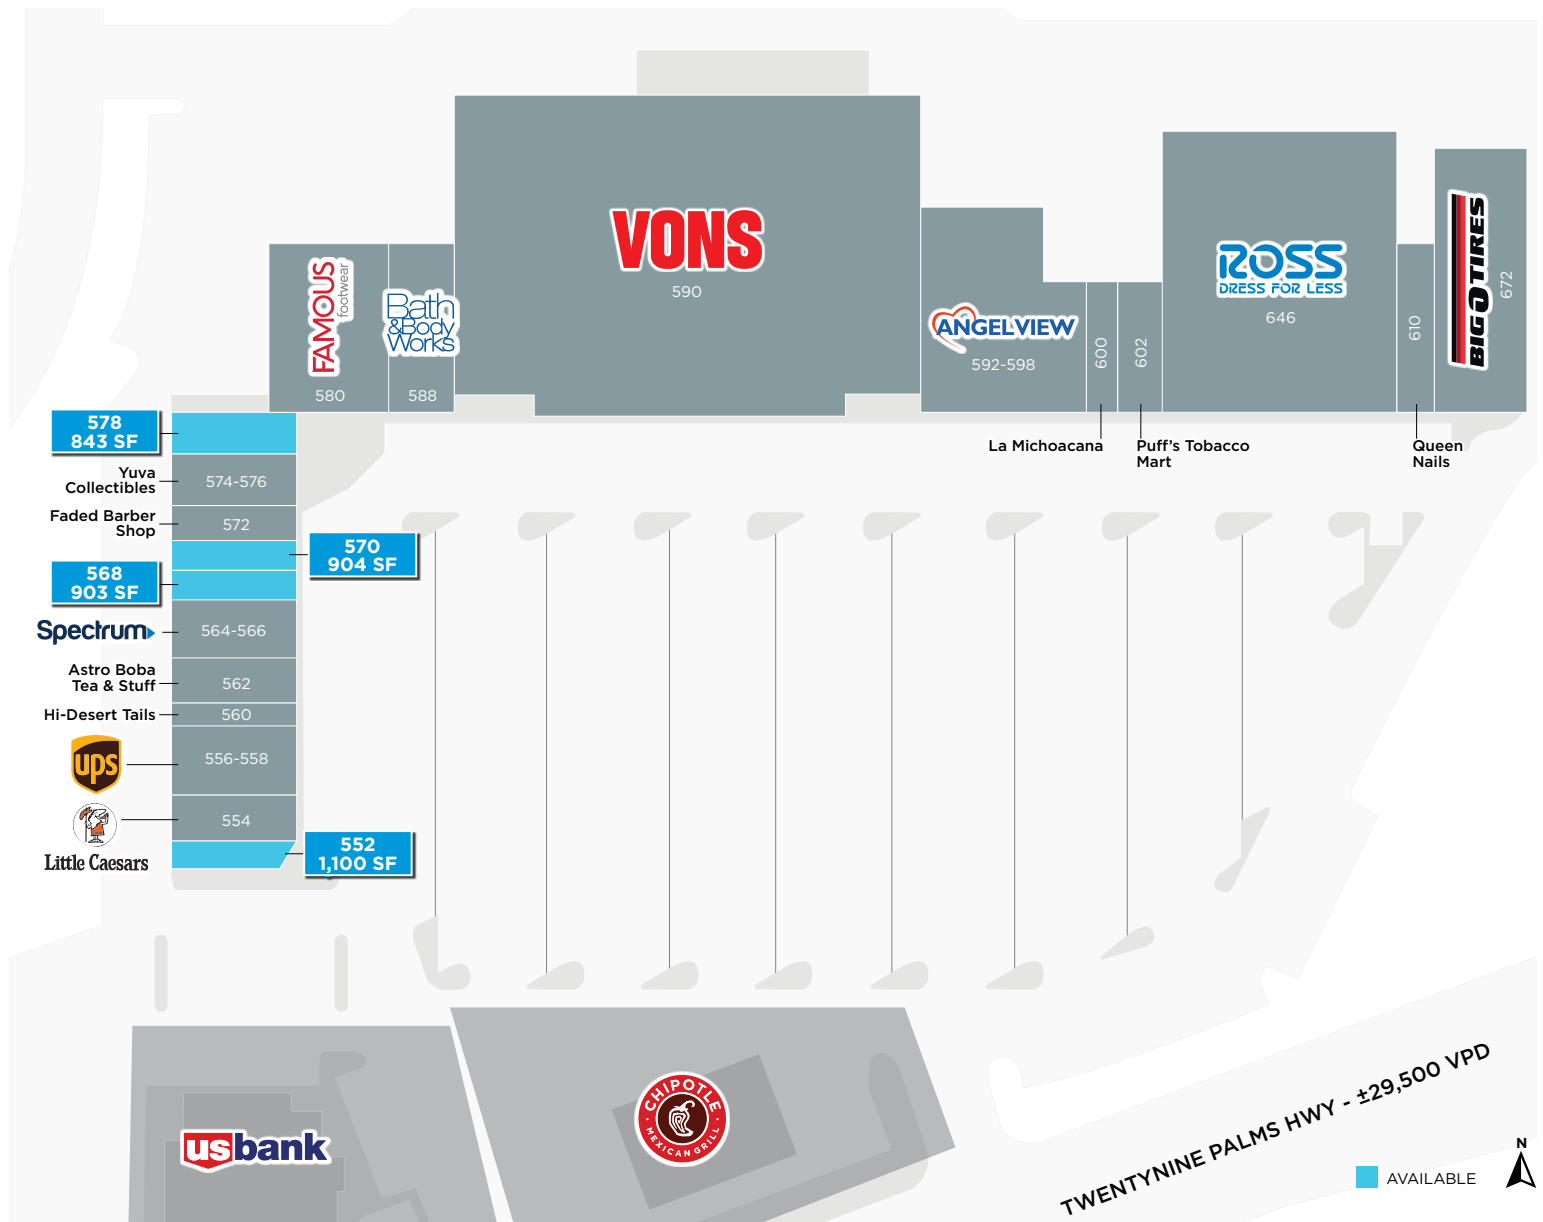 VONS
590
FAMOUS
footwear
580
Bath
&Body
Works
588
ANGELVIEW
592-598
600
602
ROSS
DRESS FOR LESS
646
610
BIG O TIRES
672
La Michoacana
Puff's Tobacco
Mart
Queen
Nails
578
843 SF
Yuva
Collectibles
574-576
Faded Barber
Shop
572
570
904 SF
568
903 SF
Spectrum
564-566
Astro Boba
Tea & Stuff
562
Hi-Desert Tails
560
ups
556-558
554
Little Caesars
552
1,100 SF
usbank
CHIPOTLE
MEXICAN GRILL
TWENTYNINE PALMS HWY - ±29,500 VPD
AVAILABLE
N